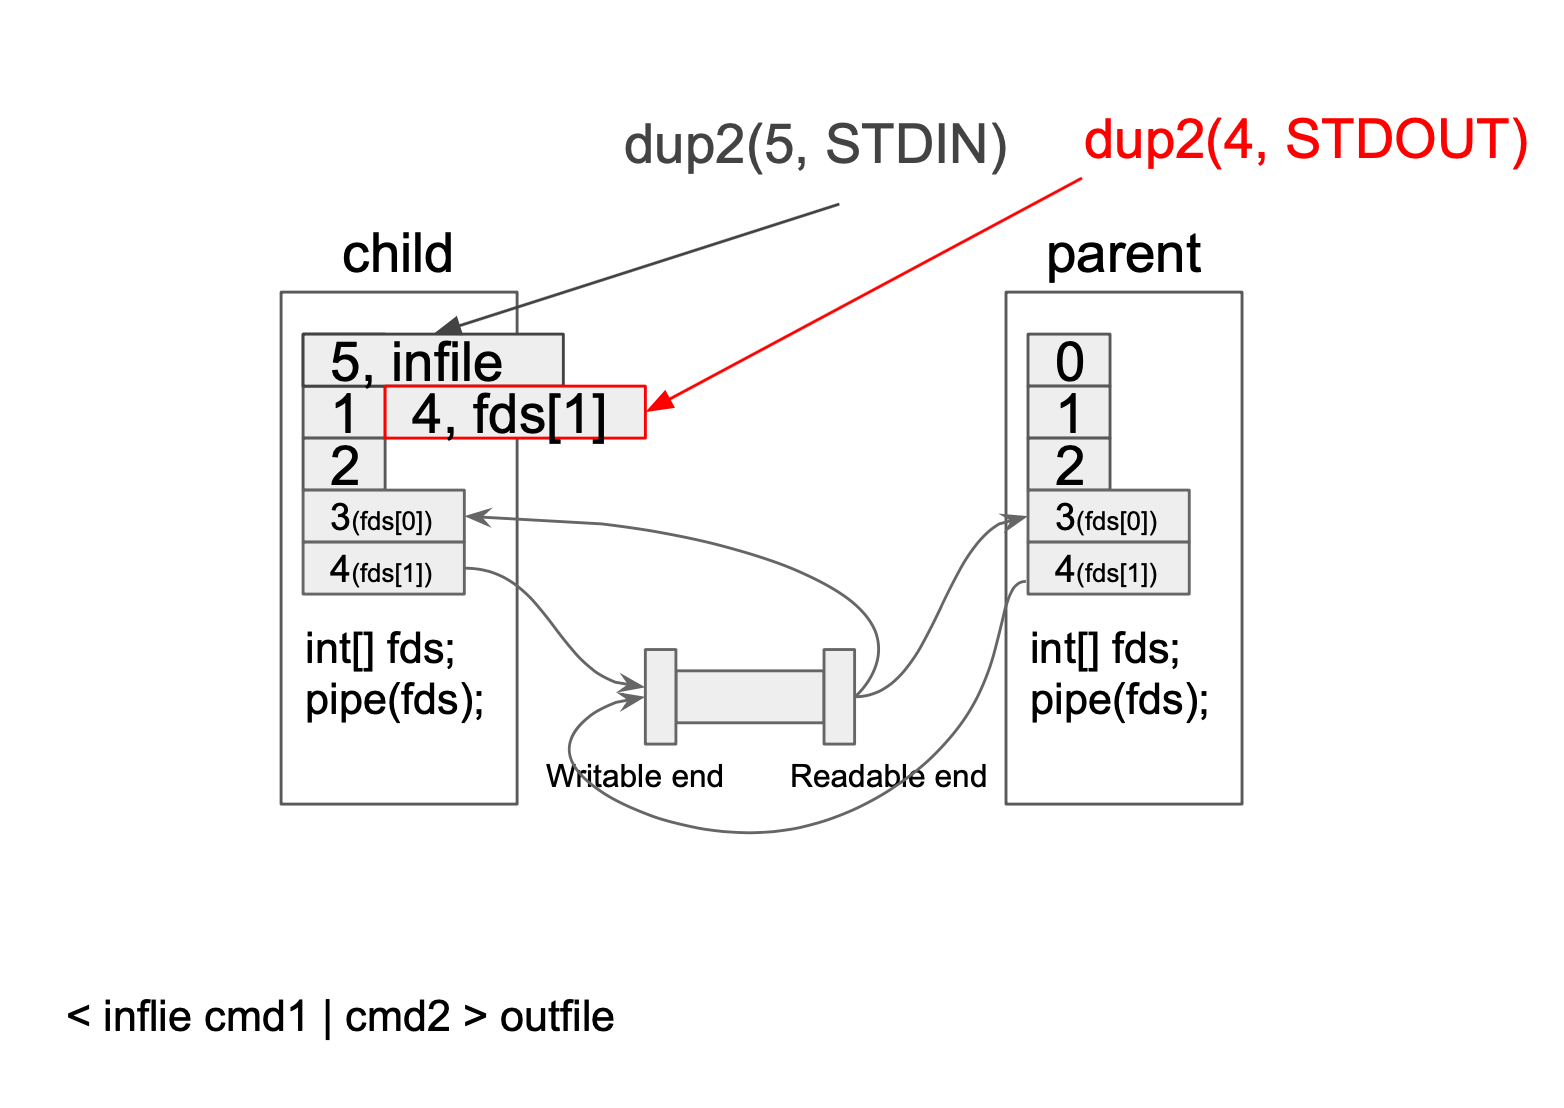 dup2(5, STDIN)
dup2(4, STDOUT)
child
parent
5, infile
1
4, fds[1]
2
3(fds[0])
4(fds[1])
int[] fds;
pipe(fds);
0
1
2
3(fds[0])
4(fds[1])
int[] fds;
pipe(fds);
Writable end
Readable end
< inflie cmd1 | cmd2 > outfile